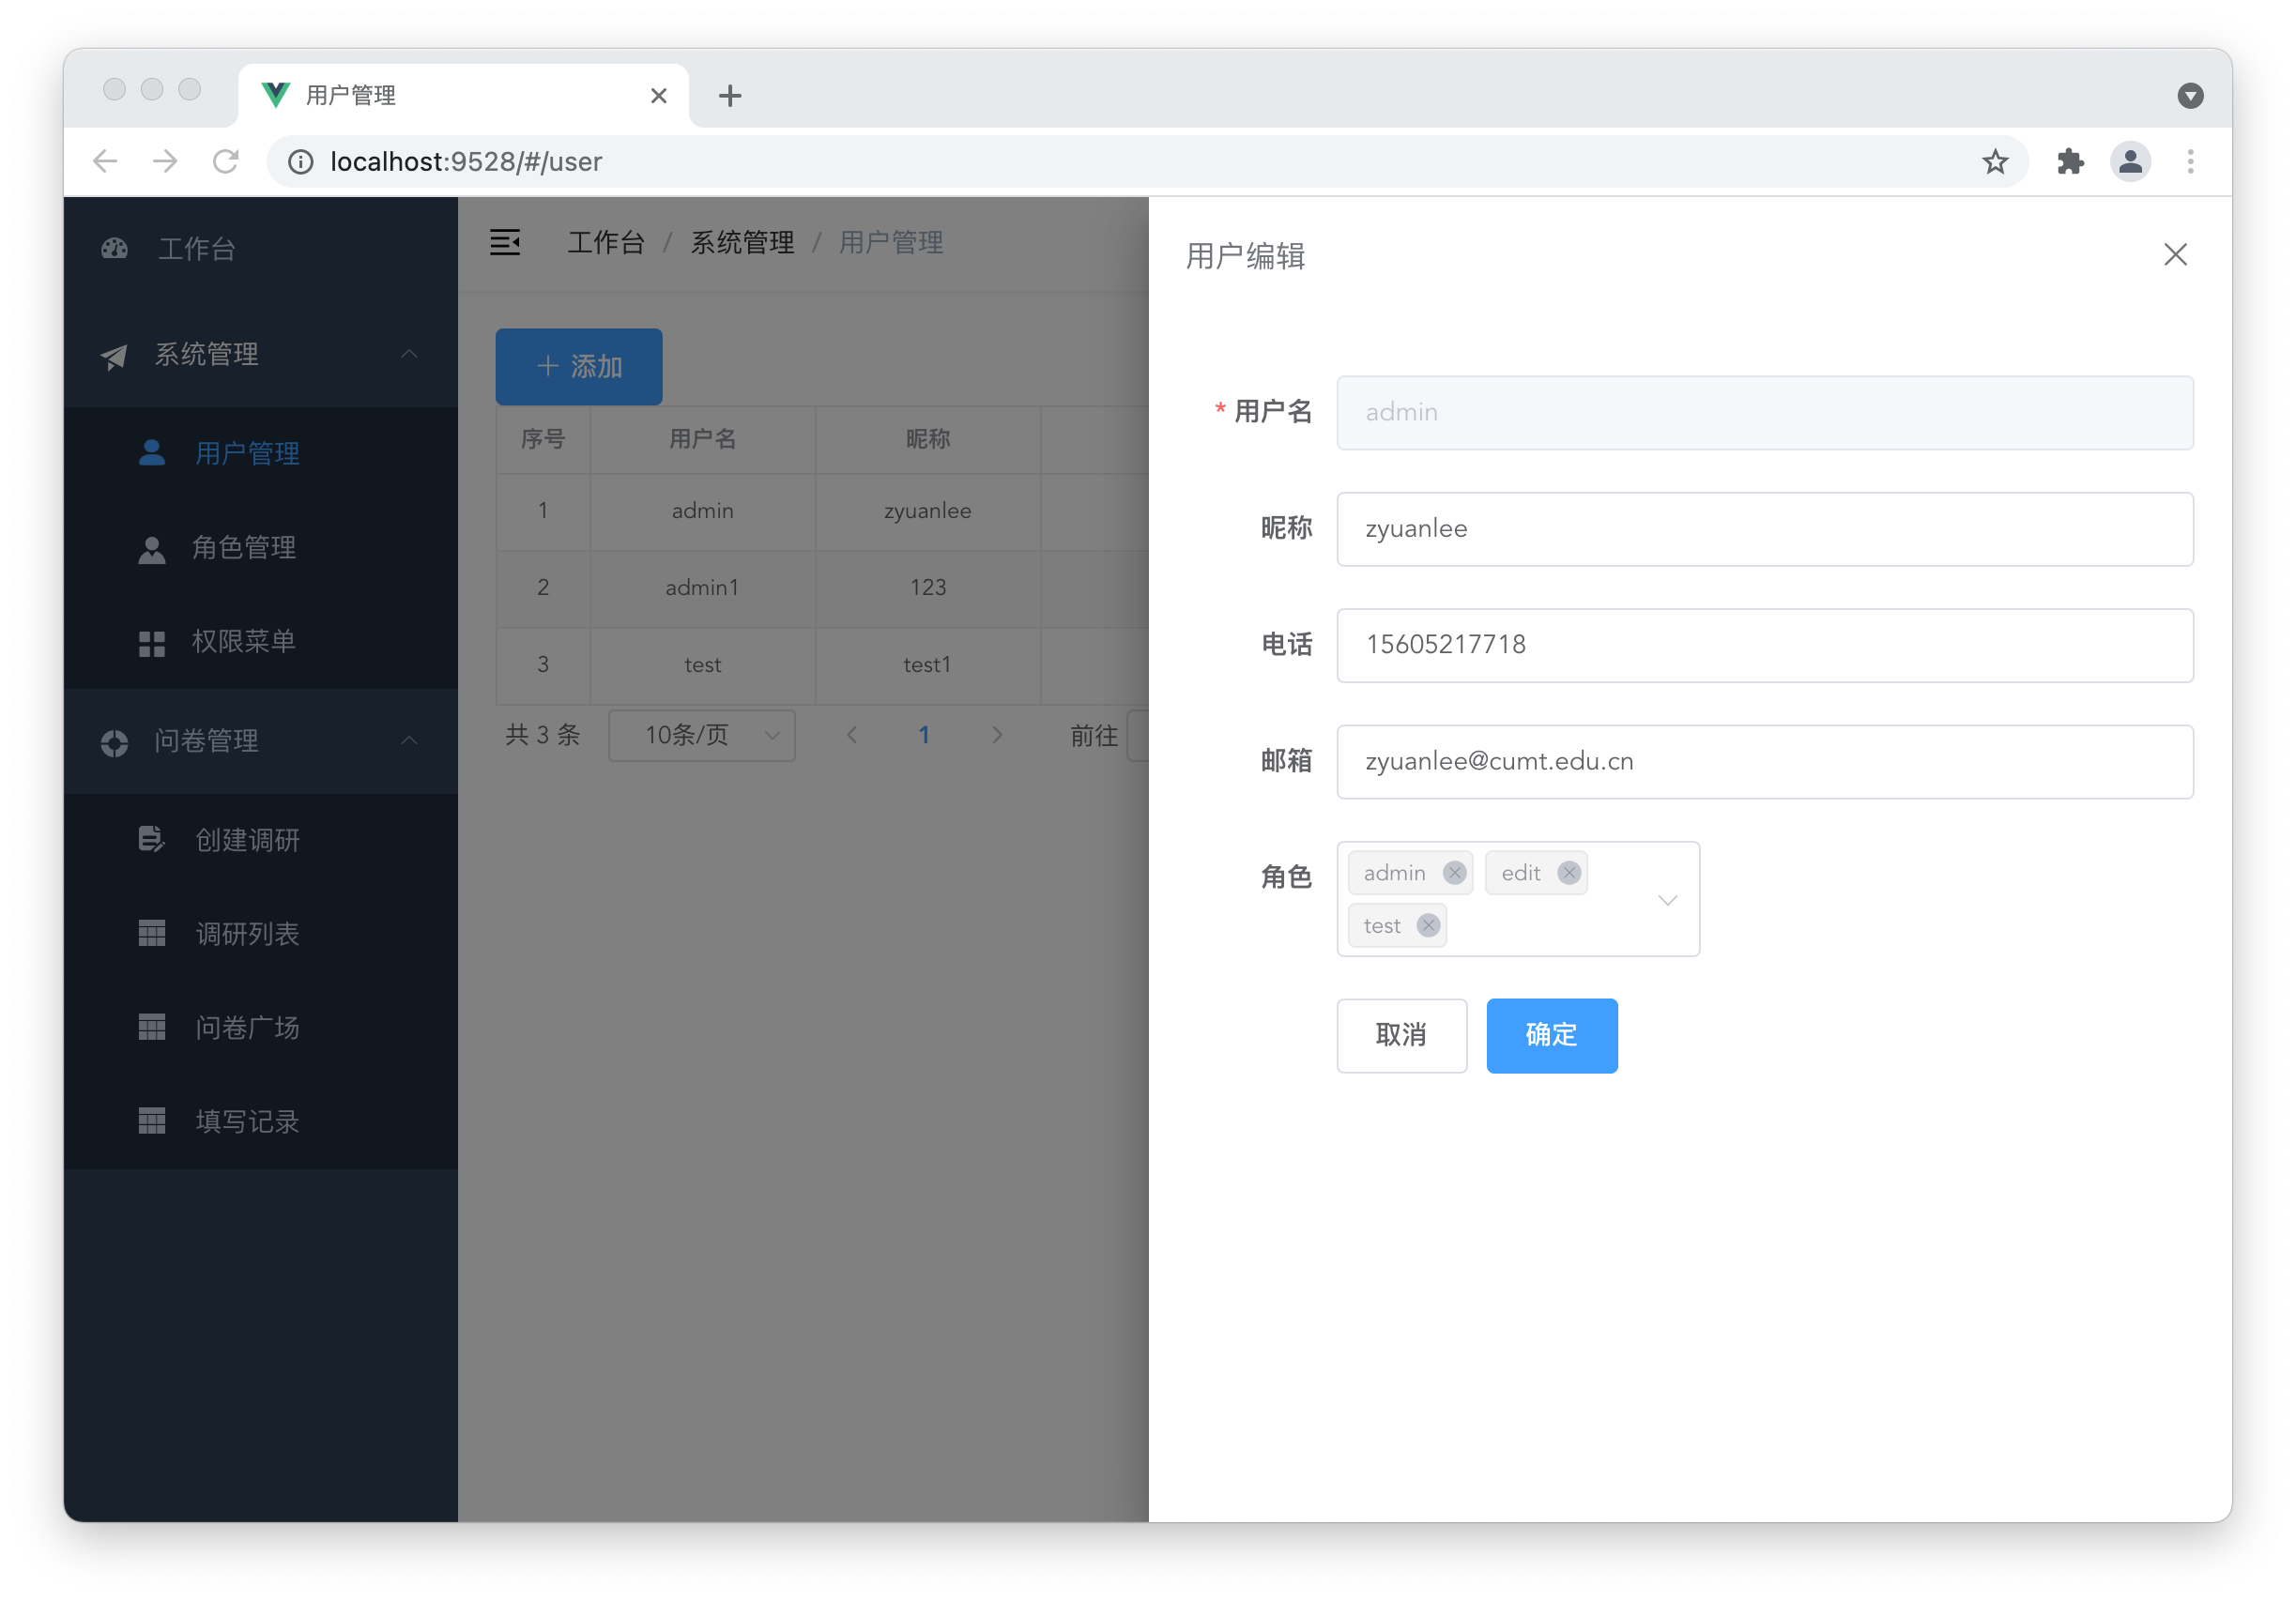 用户管理
localhost:9528/#/user
工作台
系统管理
用户管理
角色管理
权限菜单
问卷管理
创建调研
调研列表
问卷广场
填写记录
工作台 / 系统管理 / 用户管理
添加
序号 用户名 昵称
1 admin zyuanlee
2 admin1 123
3 test test1
共 3 条 10条/页 1 前往
用户编辑
* 用户名 admin
昵称 zyuanlee
电话 15605217718
邮箱 zyuanlee@cumt.edu.cn
角色 admin edit
test
取消 确定